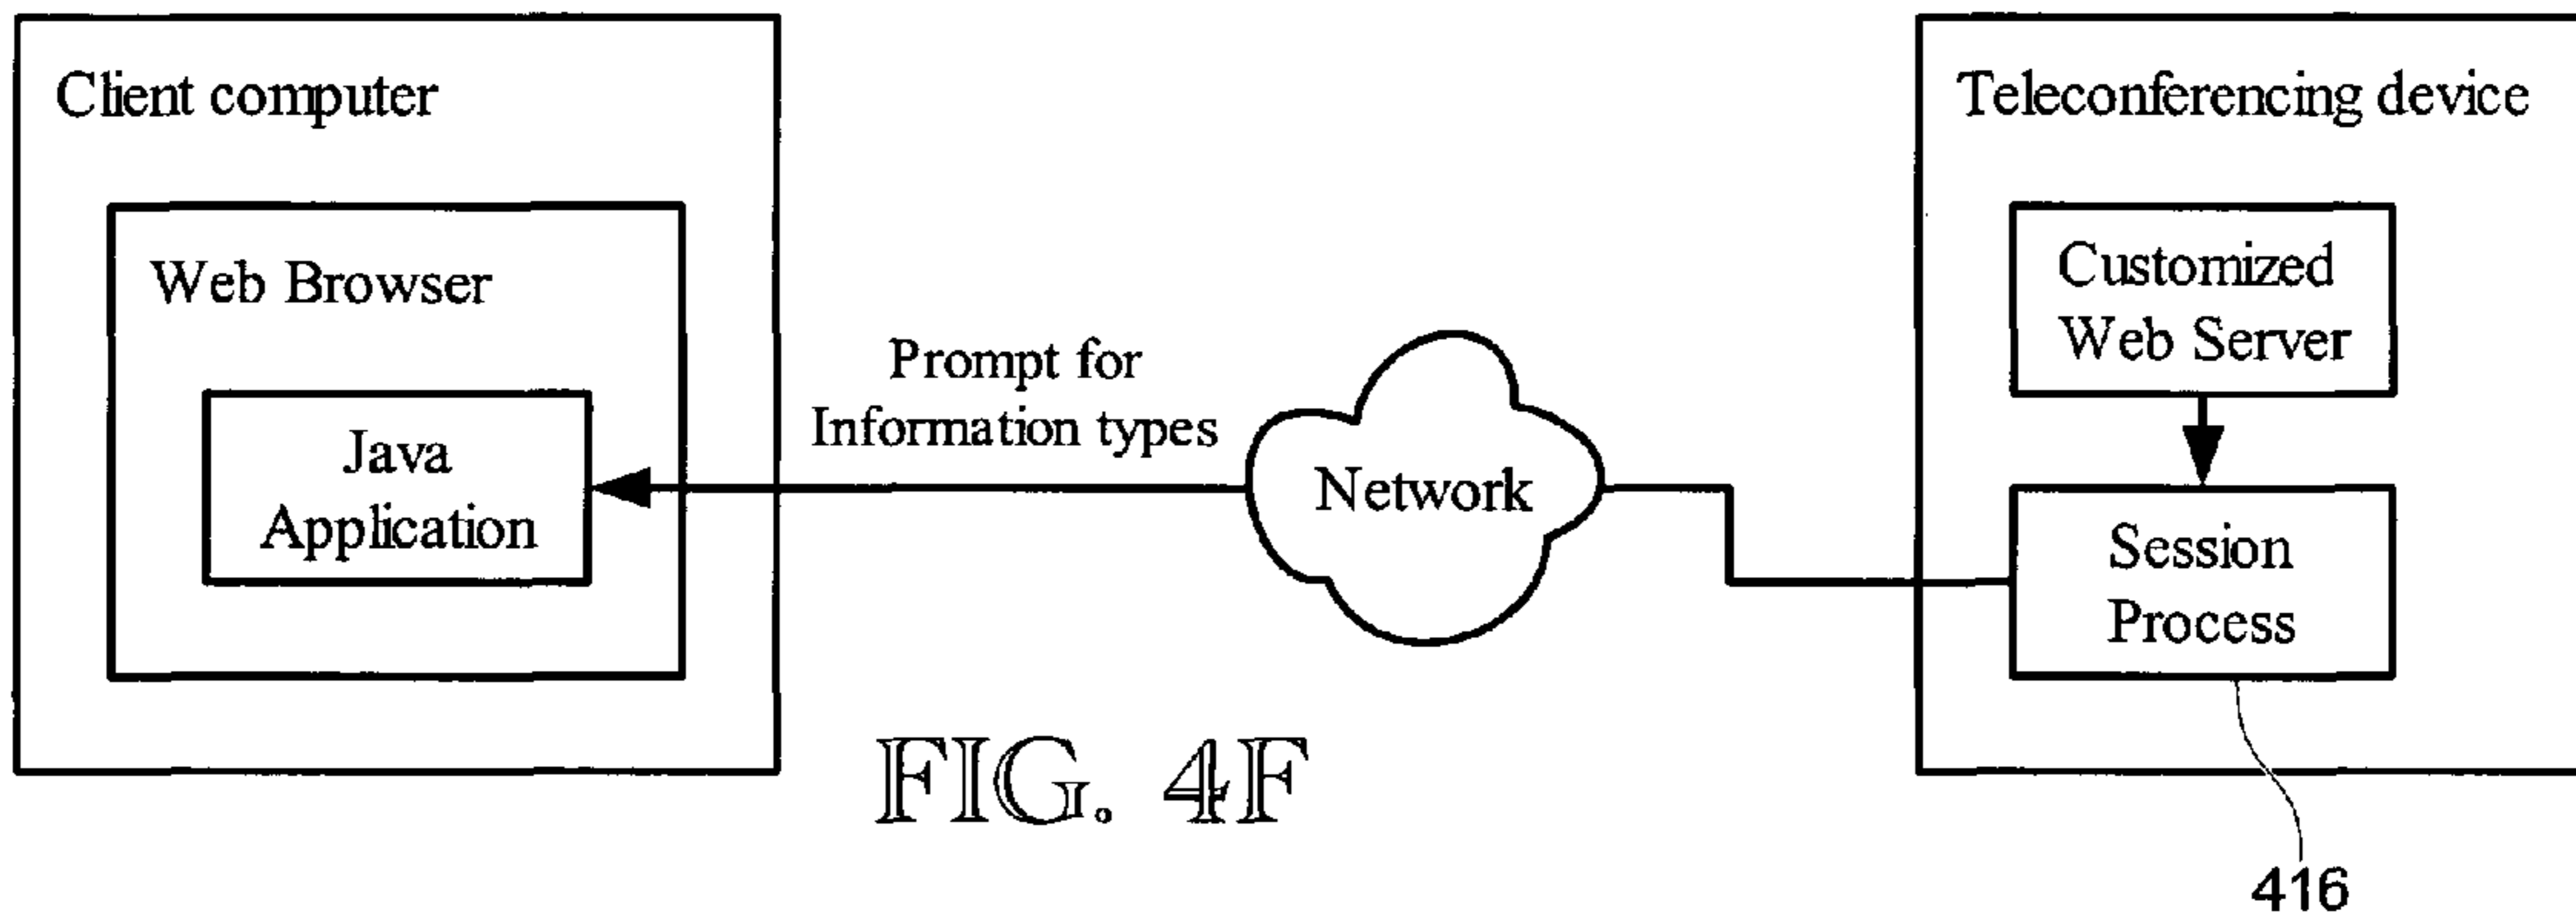 Client computer
Web Browser
Java
Application
Prompt for
Information types
Network
Teleconferencing device
Customized
Web Server
Session
Process
416
FIG. 4F